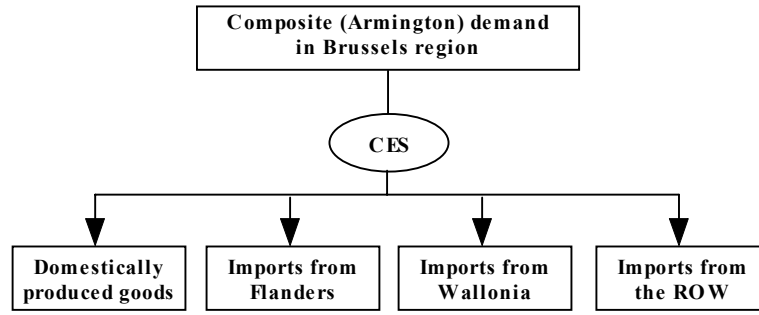 Composite (Armington) demand
in Brussels region
CES
Domestically
produced goods
Imports from
Flanders
Imports from
Wallonia
Imports from
the ROW